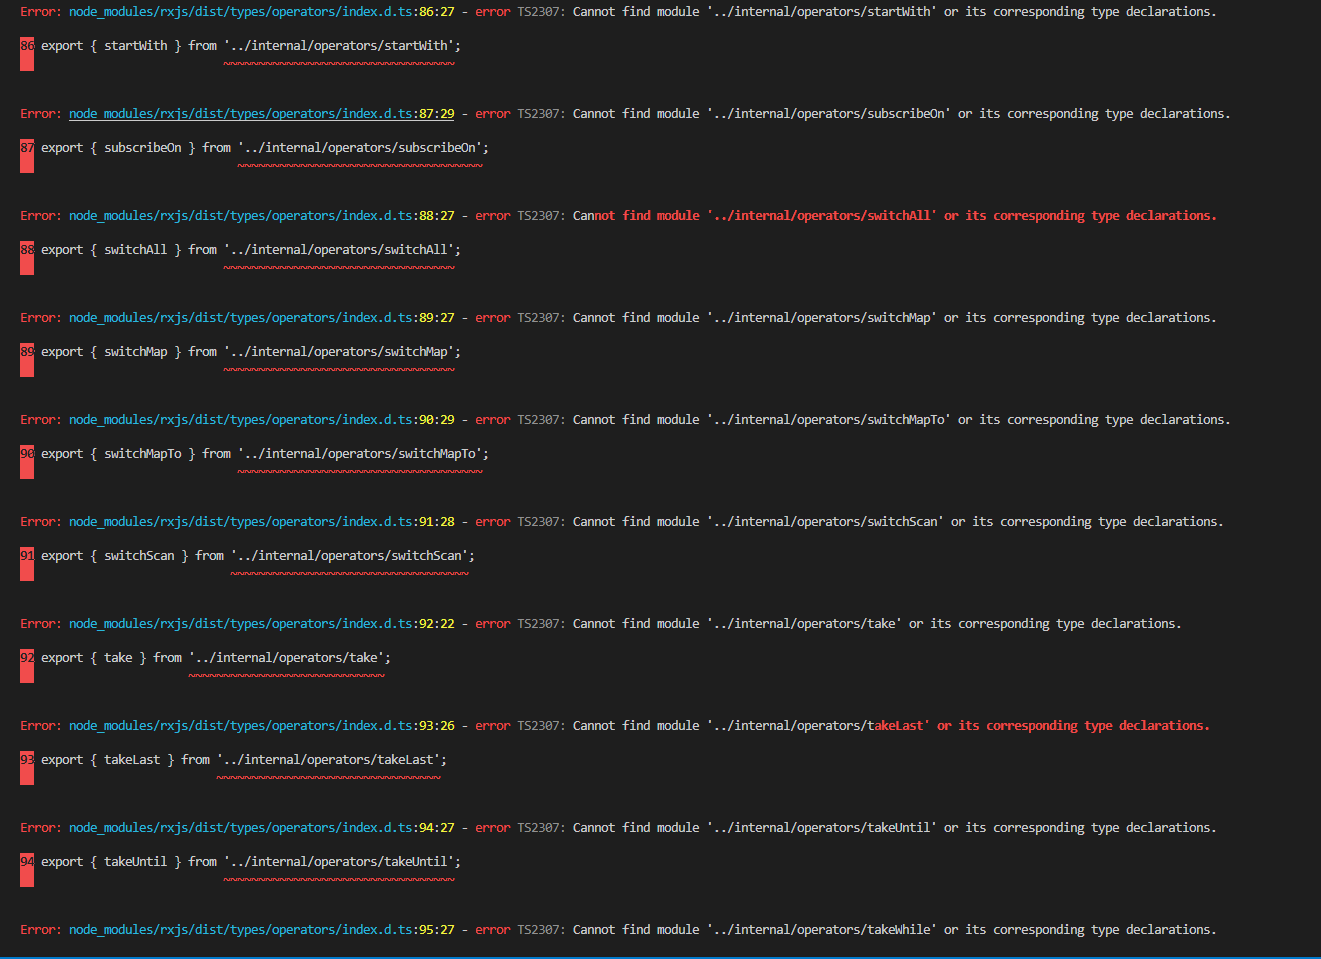 Error: node_modules/rxjs/dist/types/operators/index.d.ts:86:27 - error TS2307: Cannot find module '../internal/operators/startWith' or its corresponding type declarations.
86 export { startWith } from '../internal/operators/startWith';
Error: node_modules/rxjs/dist/types/operators/index.d.ts:87:29 - error TS2307: Cannot find module '../internal/operators/subscribeOn' or its corresponding type declarations.
87 export { subscribeOn } from '../internal/operators/subscribeOn';
Error: node_modules/rxjs/dist/types/operators/index.d.ts:88:27 - error TS2307: Cannot find module '../internal/operators/switchAll' or its corresponding type declarations.
88 export { switchAll } from '../internal/operators/switchAll';
Error: node_modules/rxjs/dist/types/operators/index.d.ts:89:27 - error TS2307: Cannot find module '../internal/operators/switchMap' or its corresponding type declarations.
89 export { switchMap } from '../internal/operators/switchMap';
Error: node_modules/rxjs/dist/types/operators/index.d.ts:90:29 - error TS2307: Cannot find module '../internal/operators/switchMapTo' or its corresponding type declarations.
90 export { switchMapTo } from '../internal/operators/switchMapTo';
Error: node_modules/rxjs/dist/types/operators/index.d.ts:91:28 - error TS2307: Cannot find module '../internal/operators/switchScan' or its corresponding type declarations.
91 export { switchScan } from '../internal/operators/switchScan';
Error: node_modules/rxjs/dist/types/operators/index.d.ts:92:22 - error TS2307: Cannot find module '../internal/operators/take' or its corresponding type declarations.
92 export { take } from '../internal/operators/take';
Error: node_modules/rxjs/dist/types/operators/index.d.ts:93:26 - error TS2307: Cannot find module '../internal/operators/takeLast' or its corresponding type declarations.
93 export { takeLast } from '../internal/operators/takeLast';
Error: node_modules/rxjs/dist/types/operators/index.d.ts:94:27 - error TS2307: Cannot find module '../internal/operators/takeUntil' or its corresponding type declarations.
94 export { takeUntil } from '../internal/operators/takeUntil';
Error: node_modules/rxjs/dist/types/operators/index.d.ts:95:27 - error TS2307: Cannot find module '../internal/operators/takeWhile' or its corresponding type declarations.